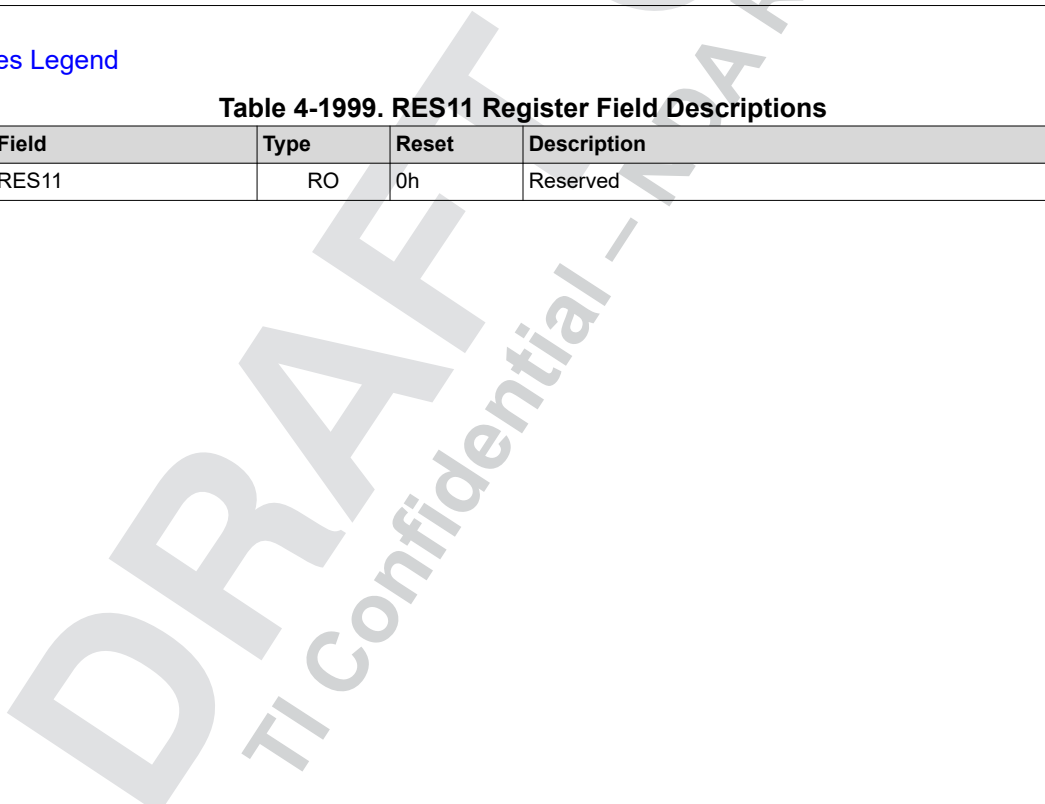 es Legend
Table 4-1999. RES11 Register Field Descriptions
Field Type Reset Description
RES11 RO 0h Reserved
DRAFT
TI Confidential – NDA